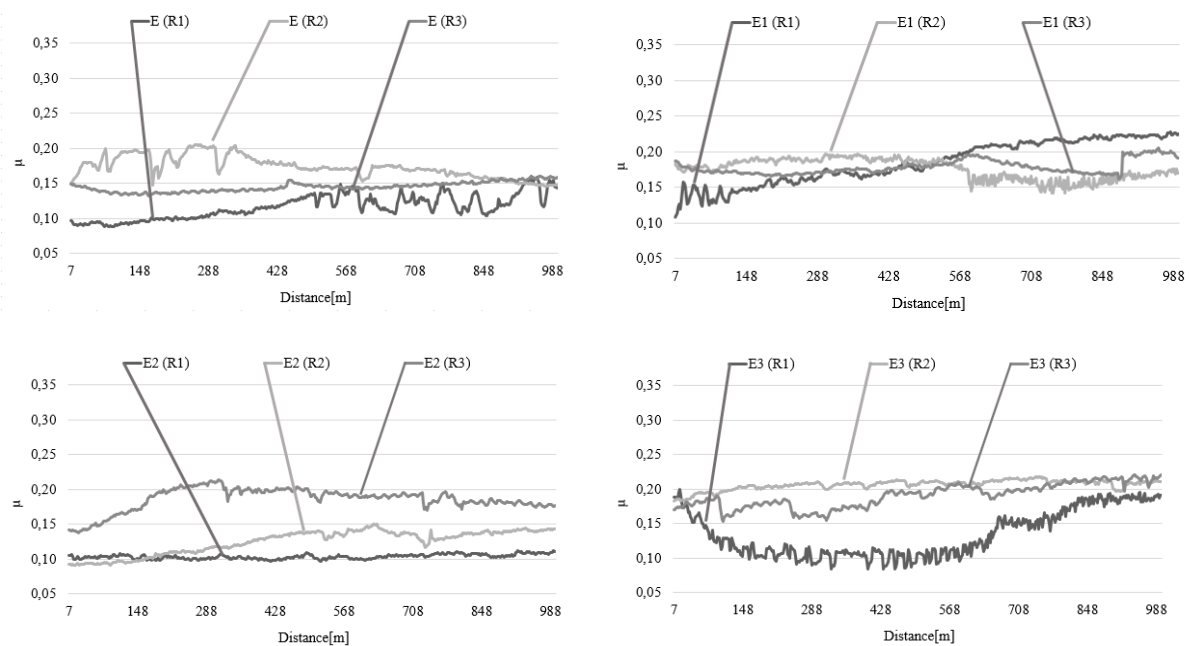 E (R1) E (R2) E (R3)
0,35
0,30
0,25
0,20
0,15
0,10
0,05
μ
7 148 288 428 568 708 848 988
Distance[m]
E1 (R1) E1 (R2) E1 (R3)
0,35
0,30
0,25
0,20
0,15
0,10
0,05
μ
7 148 288 428 568 708 848 988
Distance[m]
E2 (R1) E2 (R2) E2 (R3)
0,35
0,30
0,25
0,20
0,15
0,10
0,05
μ
7 148 288 428 568 708 848 988
Distance[m]
E3 (R1) E3 (R2) E3 (R3)
0,35
0,30
0,25
0,20
0,15
0,10
0,05
μ
7 148 288 428 568 708 848 988
Distance[m]